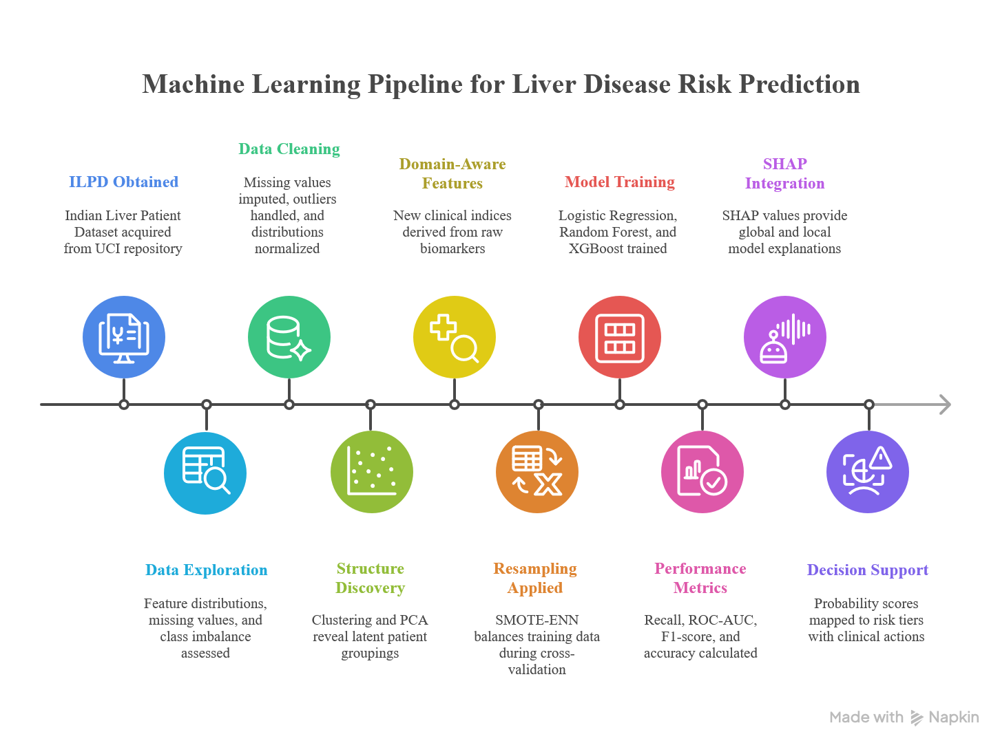 Machine Learning Pipeline for Liver Disease Risk Prediction
ILPD Obtained
Indian Liver Patient
Dataset acquired
from UCI repository
Data Exploration
Feature distributions,
missing values, and
class imbalance
assessed
Data Cleaning
Missing values
imputed, outliers
handled, and
distributions
normalized
Structure
Discovery
Clustering and PCA
reveal latent patient
groupings
Domain-Aware
Features
New clinical indices
derived from raw
biomarkers
Resampling
Applied
SMOTE-ENN
balances training data
during cross-
validation
Model Training
Logistic Regression,
Random Forest, and
XGBoost trained
Performance
Metrics
Recall, ROC-AUC,
F1-score, and
accuracy calculated
SHAP
Integration
SHAP values provide
global and local
model explanations
Decision Support
Probability scores
mapped to risk tiers
with clinical actions
Made with Napkin